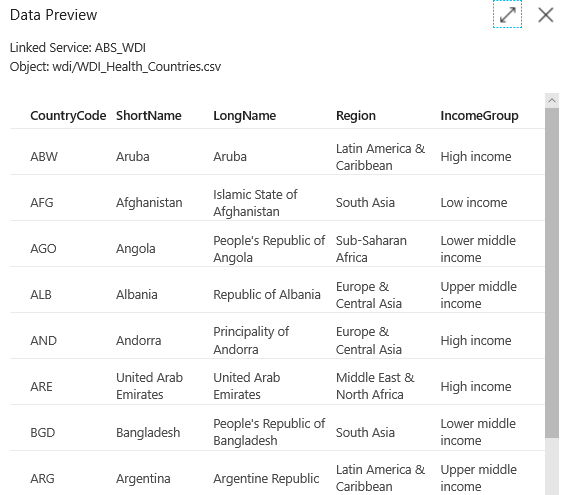 Data Preview
Linked Service: ABS_WDI
Object: wdi/WDI_Health_Countries.csv
CountryCode ShortName LongName Region IncomeGroup
ABW Aruba Aruba Latin America & Caribbean High income
AFG Afghanistan Islamic State of Afghanistan South Asia Low income
AGO Angola People's Republic of Angola Sub-Saharan Africa Lower middle income
ALB Albania Republic of Albania Europe & Central Asia Upper middle income
AND Andorra Principality of Andorra Europe & Central Asia High income
ARE United Arab Emirates United Arab Emirates Middle East & North Africa High income
BGD Bangladesh People's Republic of Bangladesh South Asia Lower middle income
ARG Argentina Argentine Republic Latin America & Caribbean Upper middle income